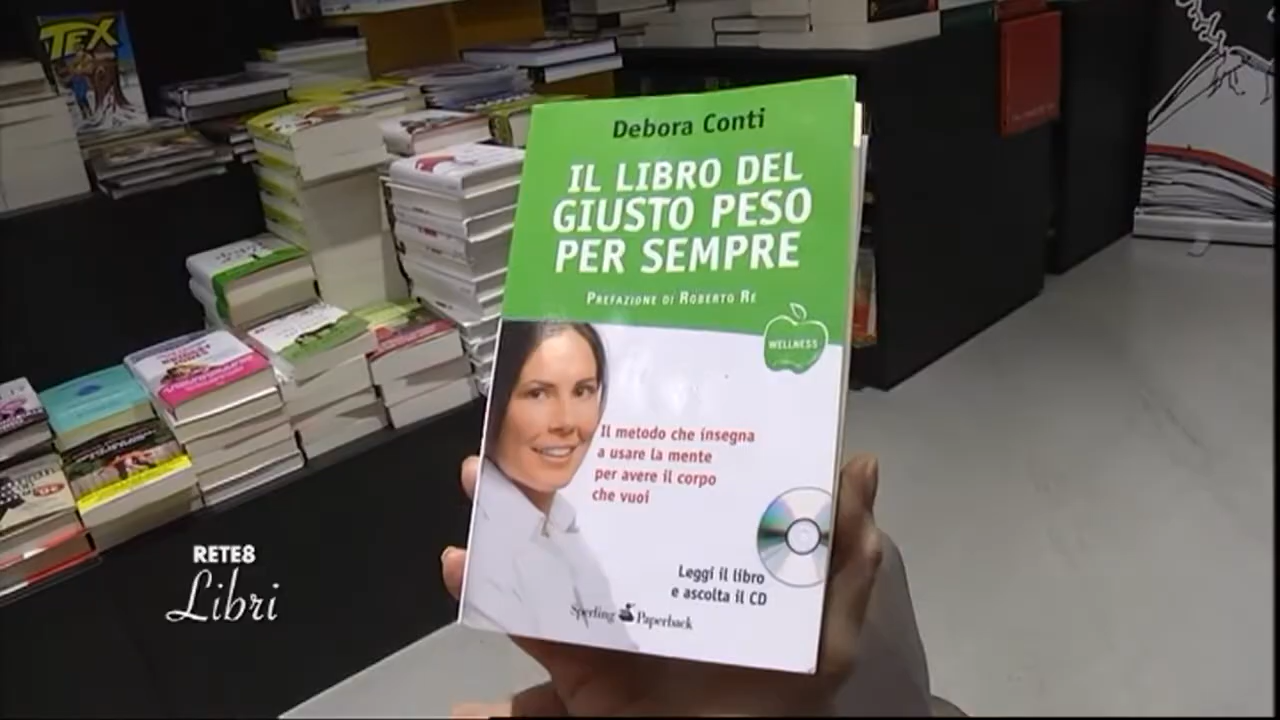 TEX
Debora Conti
IL LIBRO DEL
GIUSTO PESO
PER SEMPRE
PREFAZIONE DI ROBERTO RE
WELLNESS
Il metodo che insegna
a usare la mente
per avere il corpo
che vuoi
Leggi il libro
e ascolta il CD
Sperling Paperback
RETE8
Libri